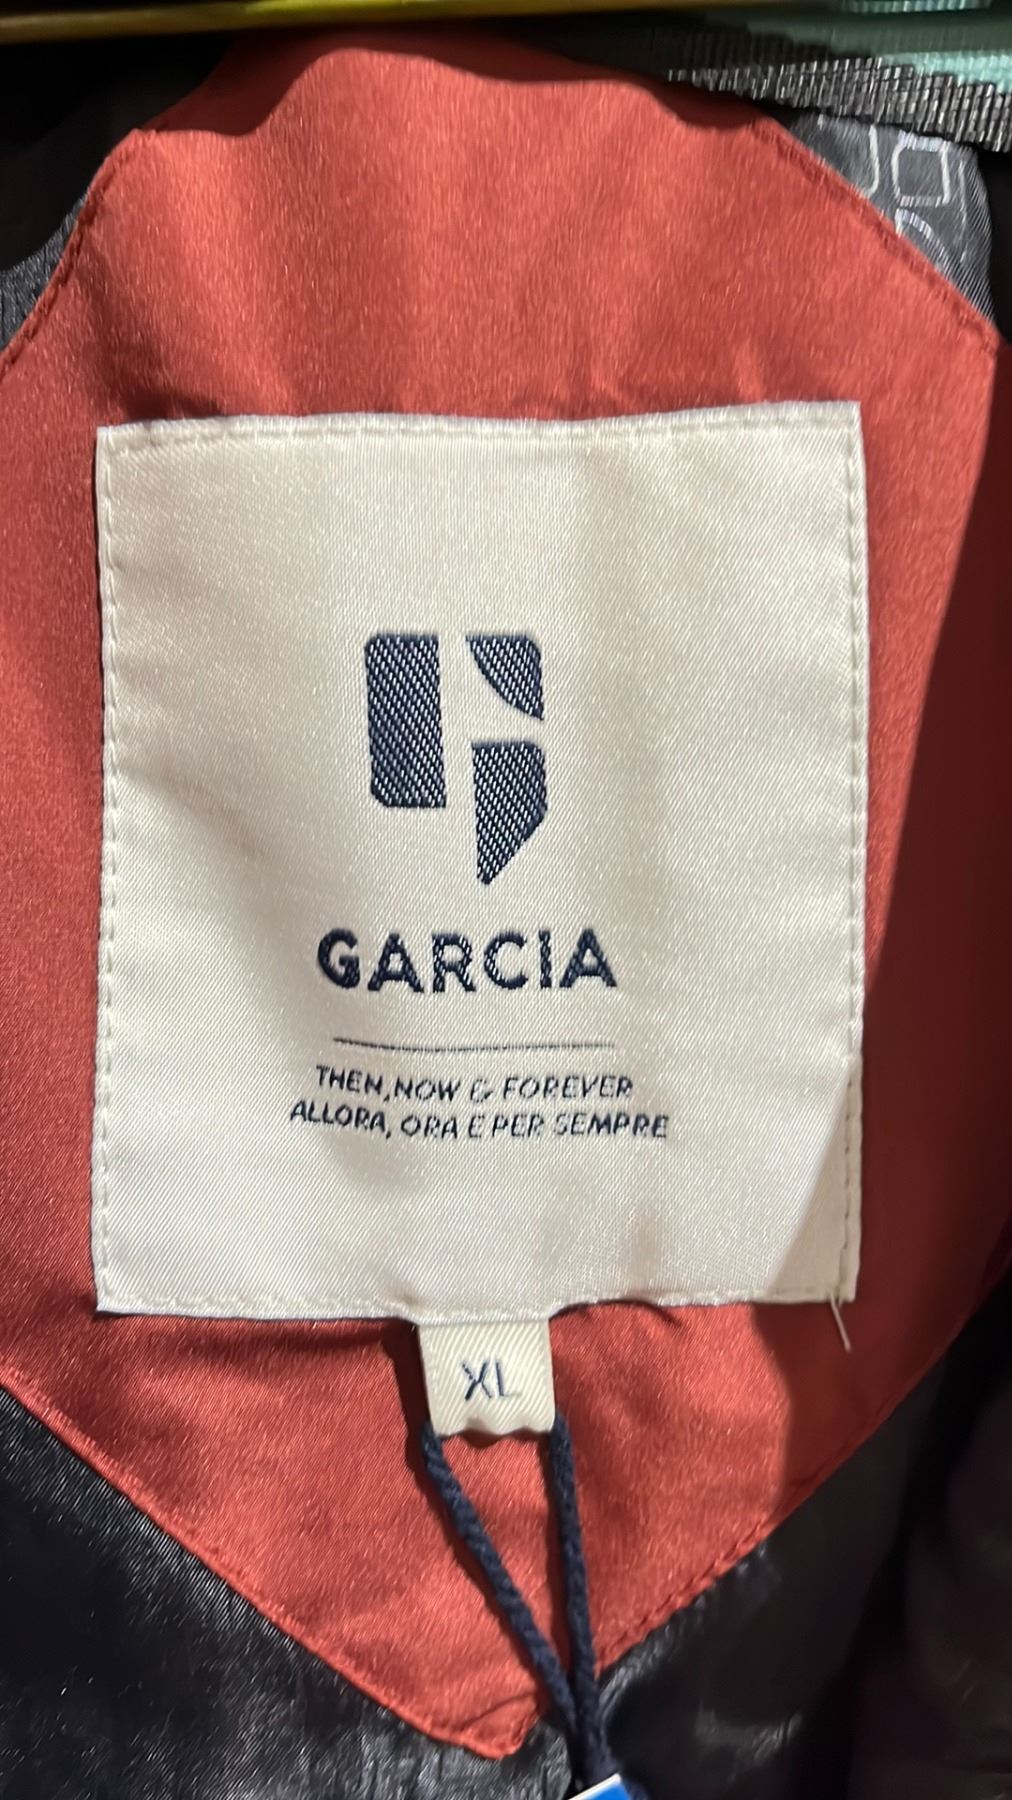 GARCIA
THEN, NOW & FOREVER
ALLORA, ORA E PER SEMPRE
XL